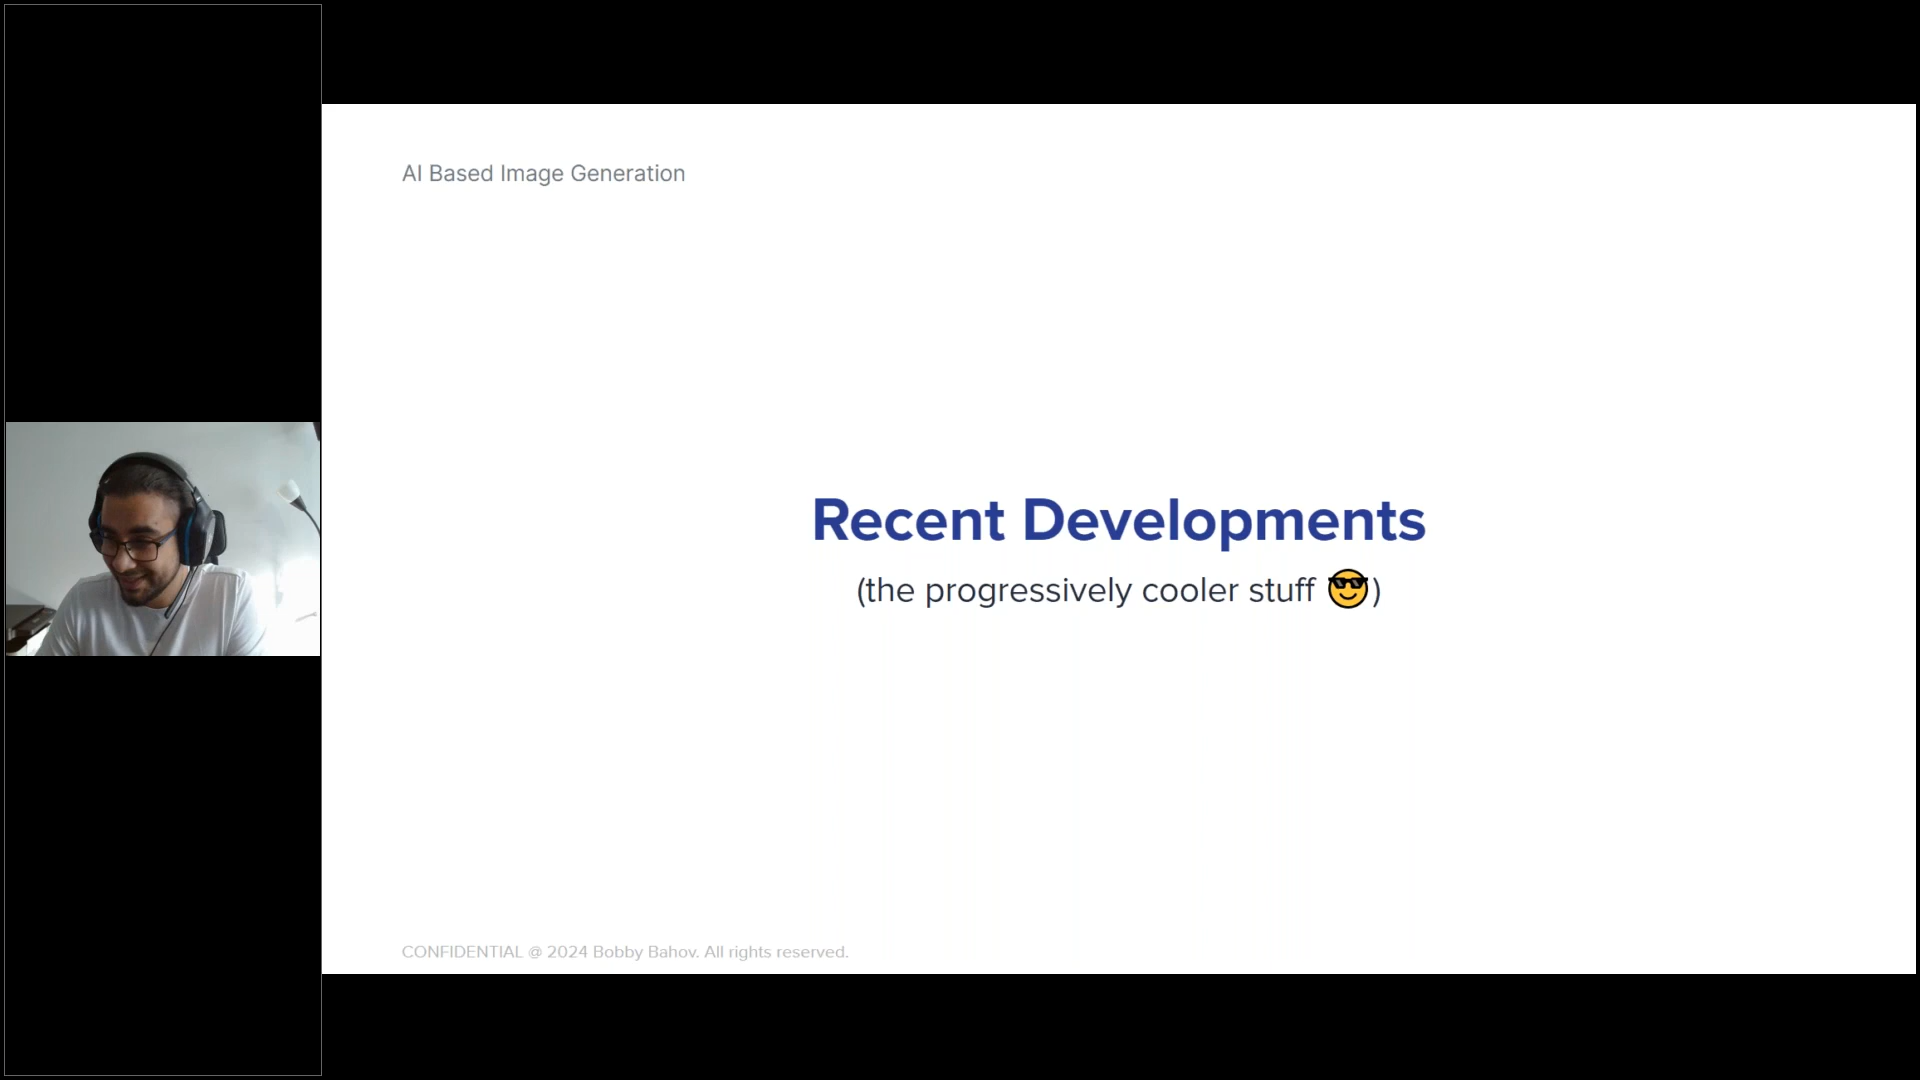 AI Based Image Generation
Recent Developments
(the progressively cooler stuff 😎)
CONFIDENTIAL @ 2024 Bobby Bahov. All rights reserved.